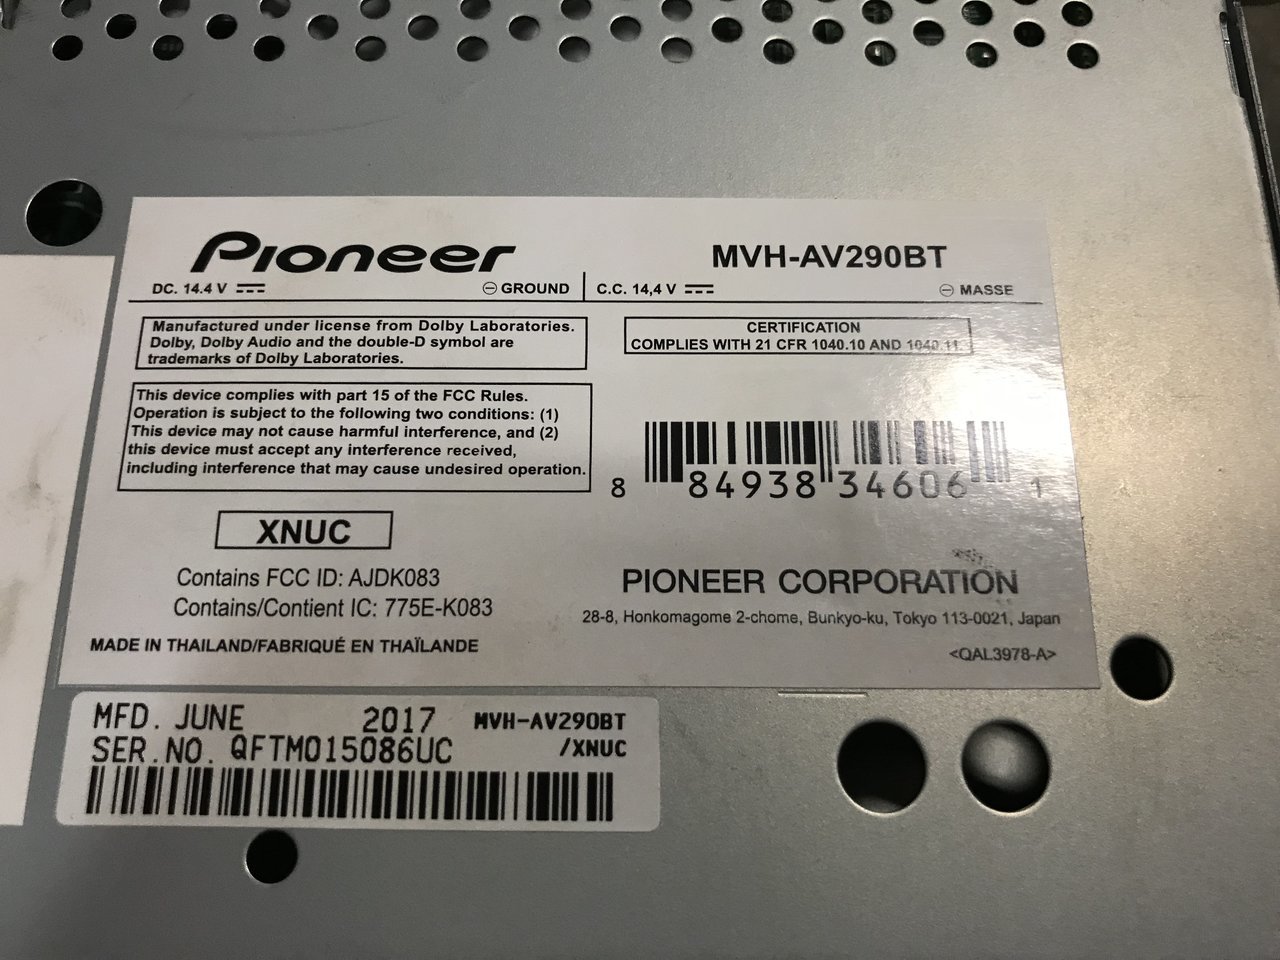 Pioneer
MVH-AV290BT
DC. 14.4 V ⎓ ⊖ GROUND
C.C. 14,4 V ⎓ ⊖ MASSE
Manufactured under license from Dolby Laboratories.
Dolby, Dolby Audio and the double-D symbol are
trademarks of Dolby Laboratories.
CERTIFICATION
COMPLIES WITH 21 CFR 1040.10 AND 1040.11.
This device complies with part 15 of the FCC Rules.
Operation is subject to the following two conditions: (1)
This device may not cause harmful interference, and (2)
this device must accept any interference received,
including interference that may cause undesired operation.
8 84938 34606 1
XNUC
Contains FCC ID: AJDK083
Contains/Contient IC: 775E-K083
MADE IN THAILAND/FABRIQUÉ EN THAÏLANDE
PIONEER CORPORATION
28-8, Honkomagome 2-chome, Bunkyo-ku, Tokyo 113-0021, Japan
<QAL3978-A>
MFD. JUNE 2017 MVH-AV290BT
SER.NO. QFTM015086UC /XNUC